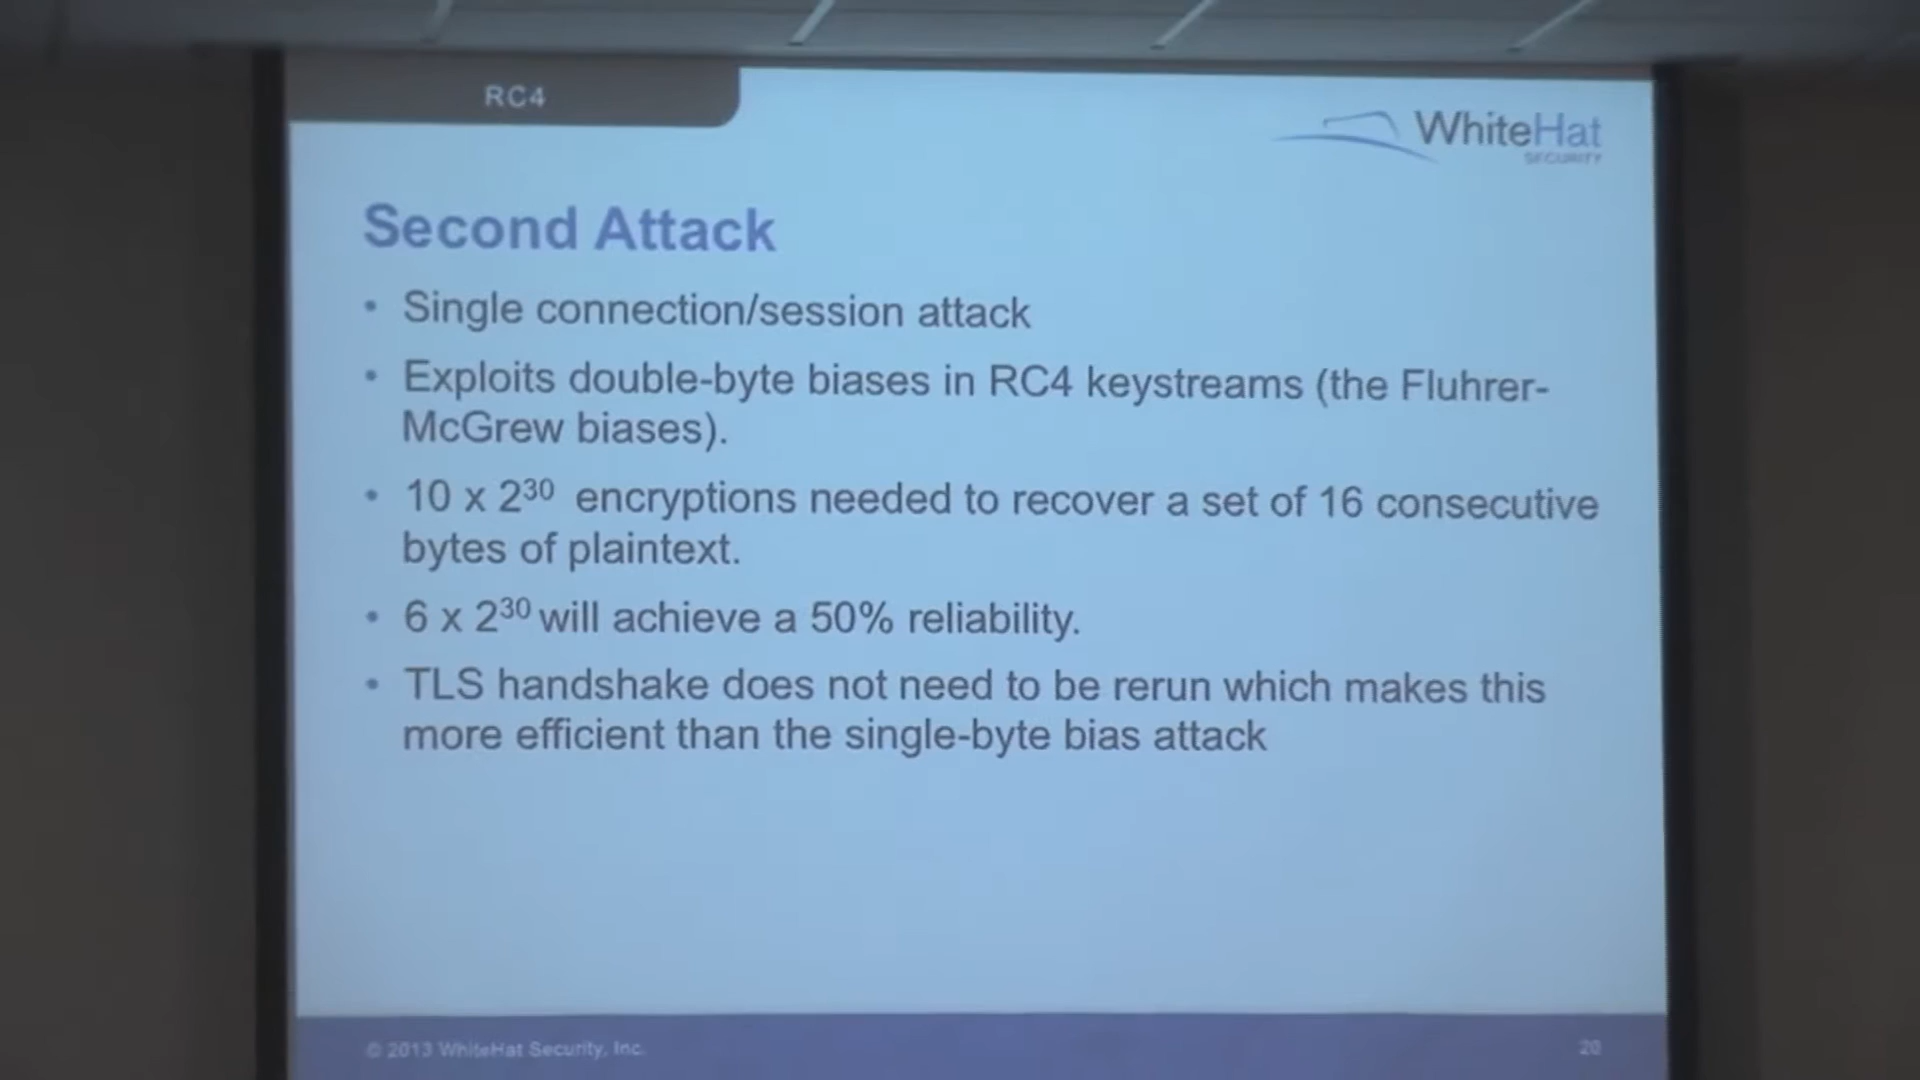 RC4
WhiteHat
SECURITY
Second Attack
• Single connection/session attack
• Exploits double-byte biases in RC4 keystreams (the Fluhrer-
McGrew biases).
• 10 x 2³⁰ encryptions needed to recover a set of 16 consecutive
bytes of plaintext.
• 6 x 2³⁰ will achieve a 50% reliability.
• TLS handshake does not need to be rerun which makes this
more efficient than the single-byte bias attack
© 2013 WhiteHat Security, Inc.
20